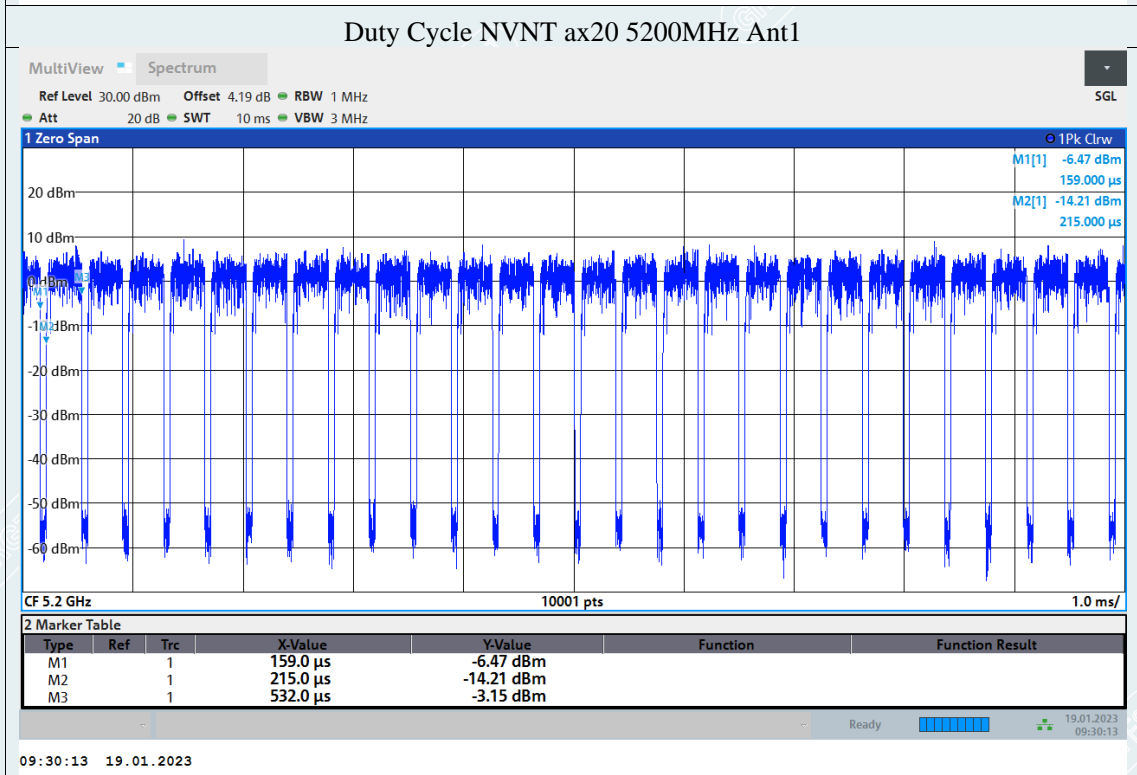 Duty Cycle NVNT ax20 5200MHz Ant1
MultiView Spectrum
Ref Level 30.00 dBm Offset 4.19 dB RBW 1 MHz
SGL
Att 20 dB SWT 10 ms VBW 3 MHz
1 Zero Span 1Pk Clrw
M1[1] -6.47 dBm
159.000 µs
20 dBm
M2[1] -14.21 dBm
215.000 µs
10 dBm
M3
0 dBm
M1
M2
-20 dBm
-30 dBm
-40 dBm
-50 dBm
-60 dBm
CF 5.2 GHz 10001 pts 1.0 ms/
2 Marker Table
Type Ref Trc X-Value Y-Value Function Function Result
M1 1 159.0 µs -6.47 dBm
M2 1 215.0 µs -14.21 dBm
M3 1 532.0 µs -3.15 dBm
Ready 19.01.2023
09:30:13
09:30:13 19.01.2023